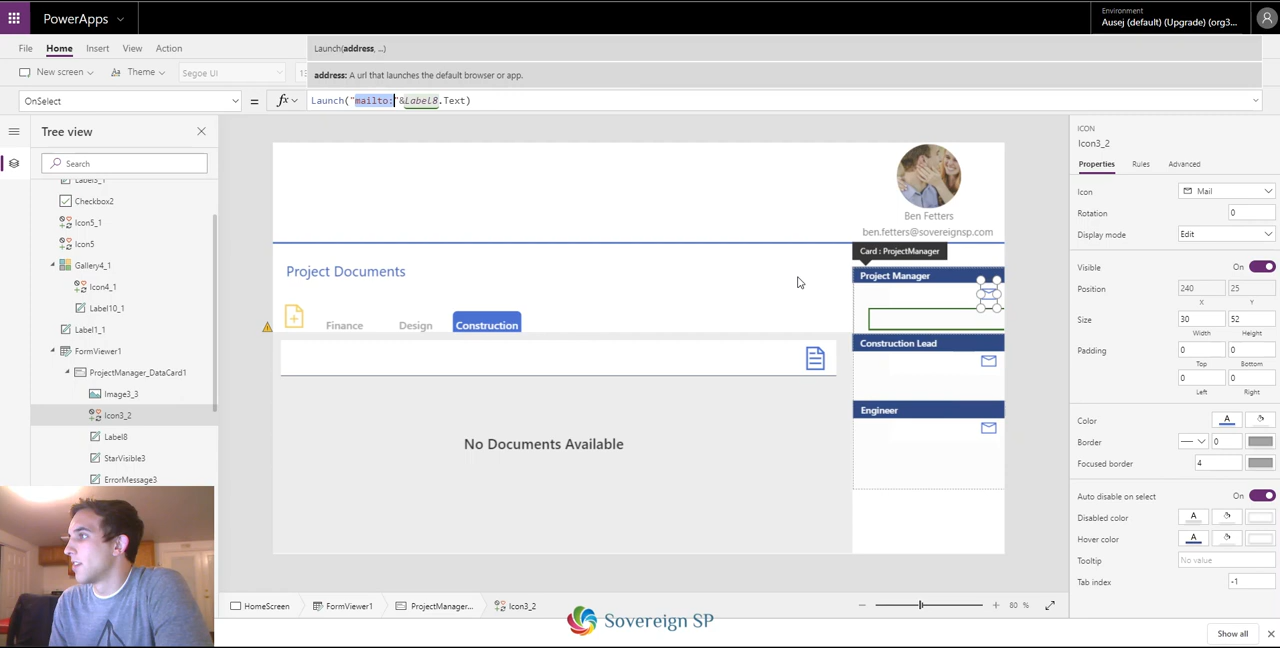 PowerApps
Environment
Ausej (default) (Upgrade) (org3...
File Home Insert View Action
Launch(address, ...)
New screen Theme Segoe UI
address: A url that launches the default browser or app.
OnSelect = fx Launch("mailto:"&Label8.Text)
Tree view
Search
Label3_1
Checkbox2
Icon5_1
Icon5
Gallery4_1
Icon4_1
Label10_1
Label1_1
FormViewer1
ProjectManager_DataCard1
Image3_3
Icon3_2
Label8
StarVisible3
ErrorMessage3
Ben Fetters
ben.fetters@sovereignsp.com
Card : ProjectManager
Project Documents
Project Manager
Finance Design Construction
Construction Lead
Engineer
No Documents Available
HomeScreen FormViewer1 ProjectManager... Icon3_2
80 %
Sovereign SP
ICON
Icon3_2
Properties Rules Advanced
Icon Mail
Rotation 0
Display mode Edit
Visible On
Position 240 25
X Y
Size 30 52
Width Height
Padding 0 0
Top Bottom
0 0
Left Right
Color A
Border 0
Focused border 4
Auto disable on select On
Disabled color A
Hover color A
Tooltip No value
Tab index -1
Show all